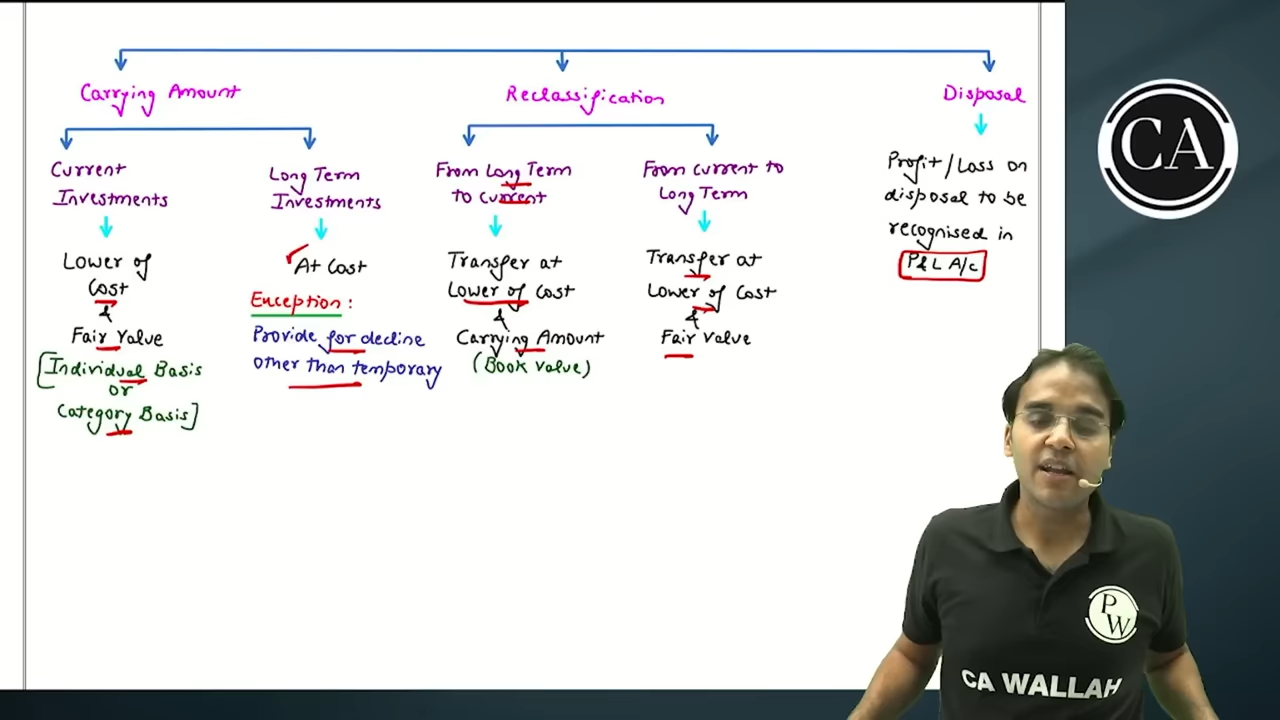 Carrying Amount
Reclassification
Disposal
Current
Investments
Lower of
Cost
&
Fair Value
[Individual Basis
or
Category Basis]
Long Term
Investments
At Cost
Exception:
Provide for decline
other than temporary
From Long Term
to current
Transfer at
Lower of Cost
&
Carrying Amount
(Book value)
From current to
Long Term
Transfer at
Lower of Cost
&
Fair value
Profit/Loss on
disposal to be
recognised in
P&L A/c
CA
PW
CA WALLAH